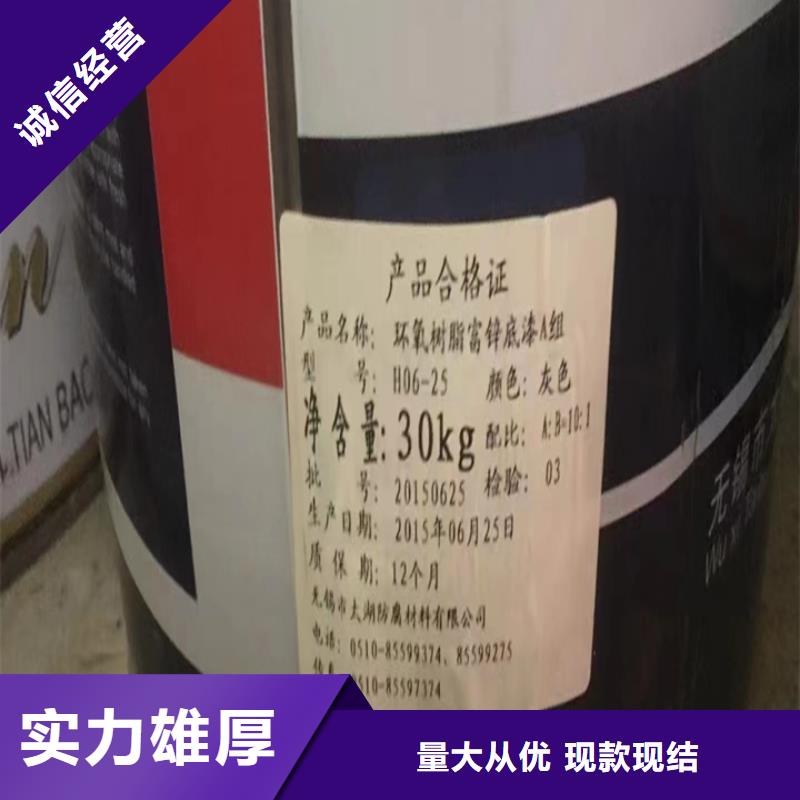 诚信经营
产品合格证
产品名称: 环氧树脂富锌底漆A组
型 号: H06-25 颜色: 灰色
净含量: 30kg 配比: A:B=10:1
批 号: 20150625 检验: 03
生产日期: 2015年06月25日
质 保 期: 12个月
无锡市太湖防腐材料有限公司
电话: 0510-85599374、85599275
510-85597374
无锡市
TIAN BAO
实力雄厚
量大从优 现款现结